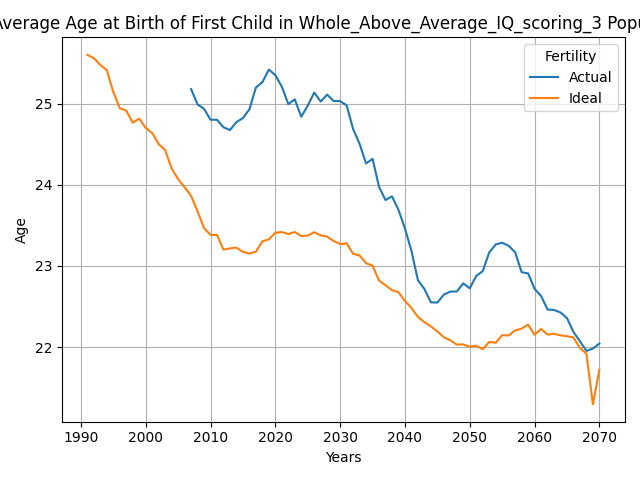 Average Age at Birth of First Child in Whole_Above_Average_IQ_scoring_3 Popu
Fertility
Actual
Ideal
25
24
23
22
Age
1990 2000 2010 2020 2030 2040 2050 2060 2070
Years